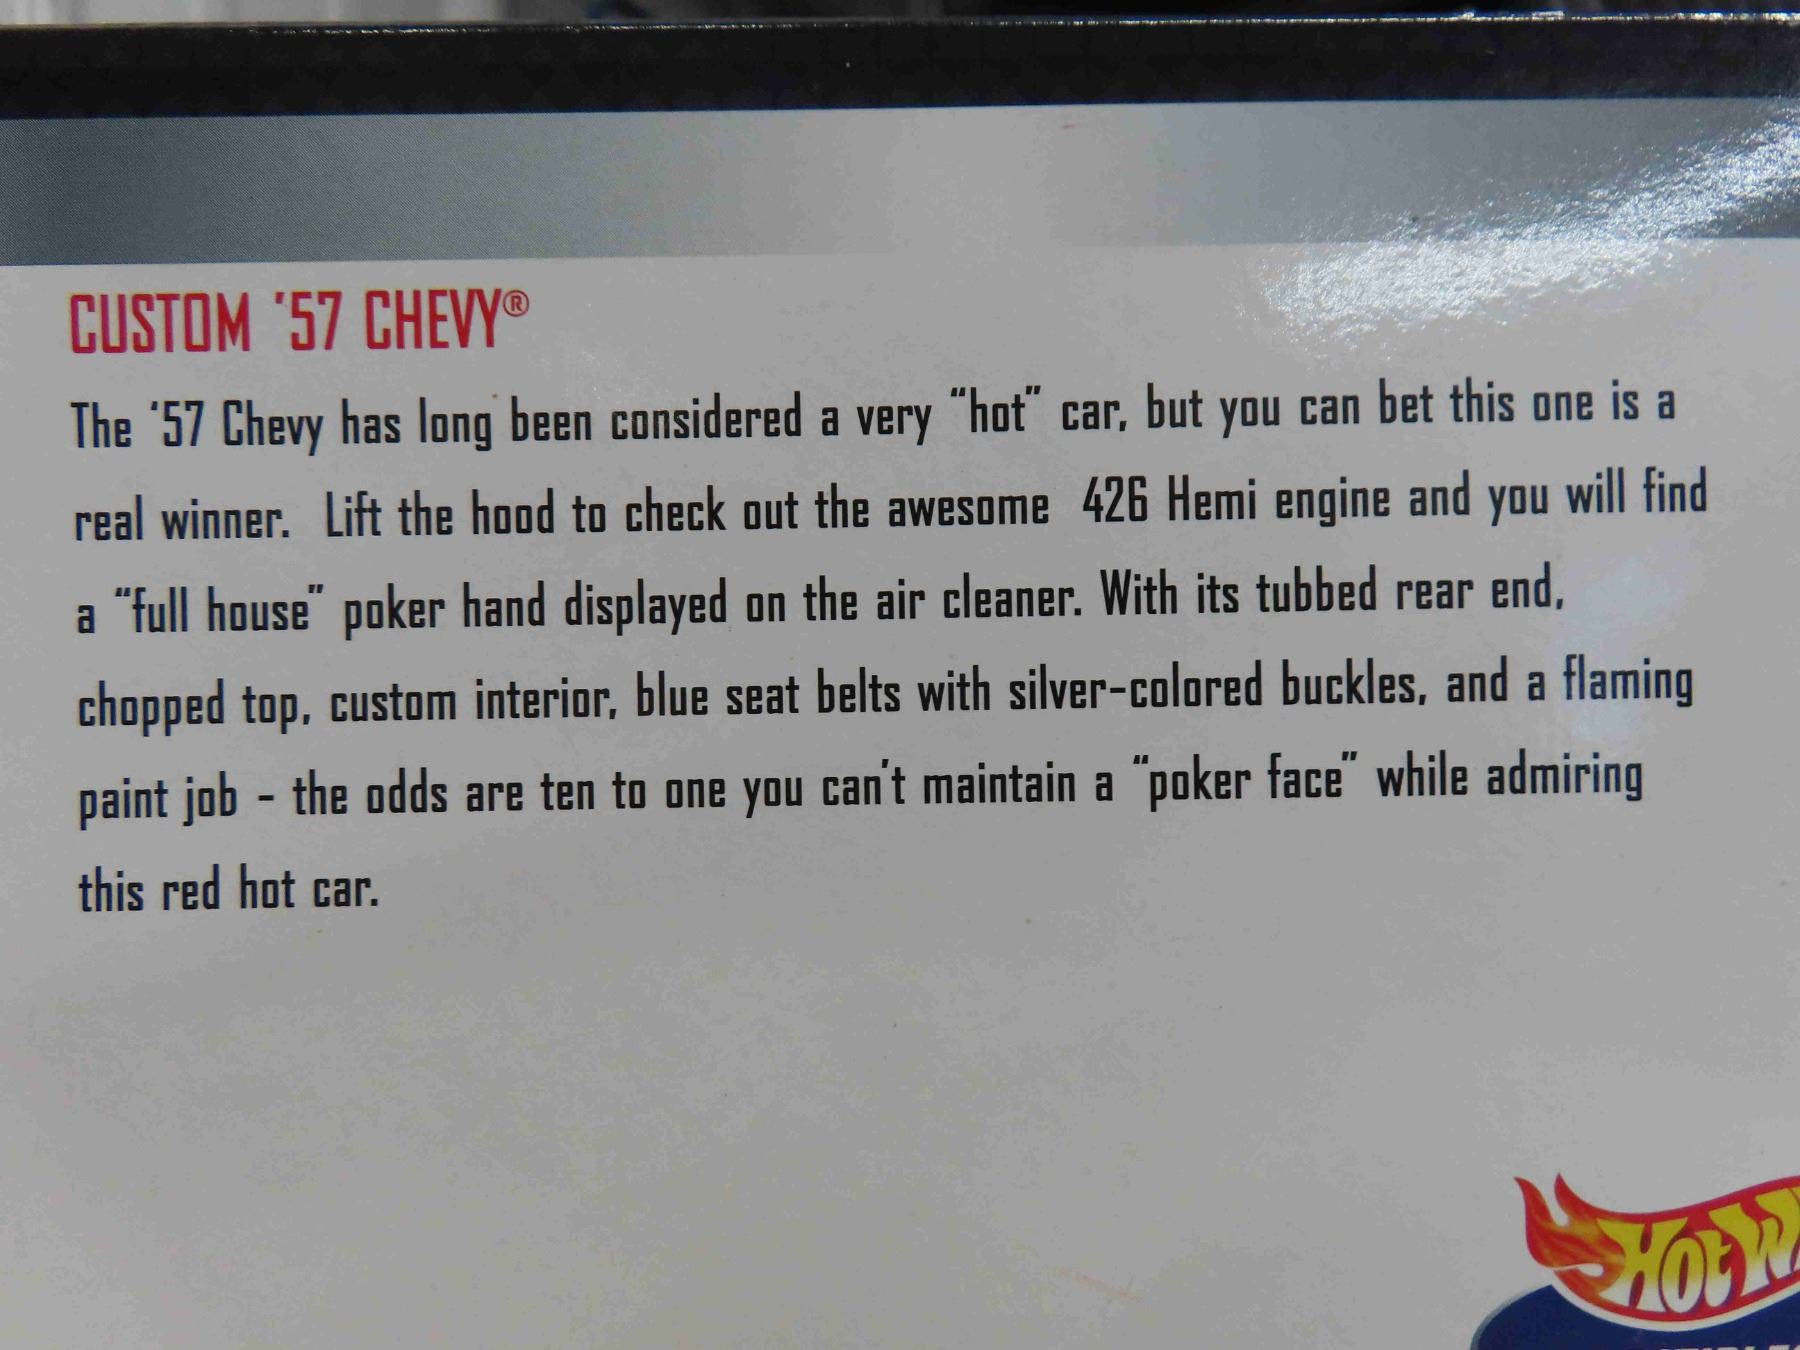 CUSTOM '57 CHEVY®
The '57 Chevy has long been considered a very "hot" car, but you can bet this one is a
real winner.  Lift the hood to check out the awesome  426 Hemi engine and you will find
a "full house" poker hand displayed on the air cleaner. With its tubbed rear end,
chopped top, custom interior, blue seat belts with silver-colored buckles, and a flaming
paint job - the odds are ten to one you can't maintain a "poker face" while admiring
this red hot car.
Hot W